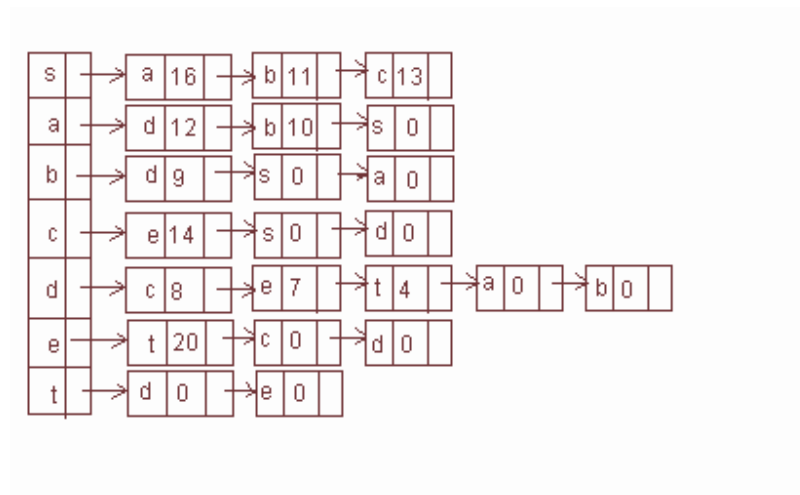 s a 16 b 11 c 13
a d 12 b 10 s 0
b d 9 s 0 a 0
c e 14 s 0 d 0
d c 8 e 7 t 4 a 0 b 0
e t 20 c 0 d 0
t d 0 e 0